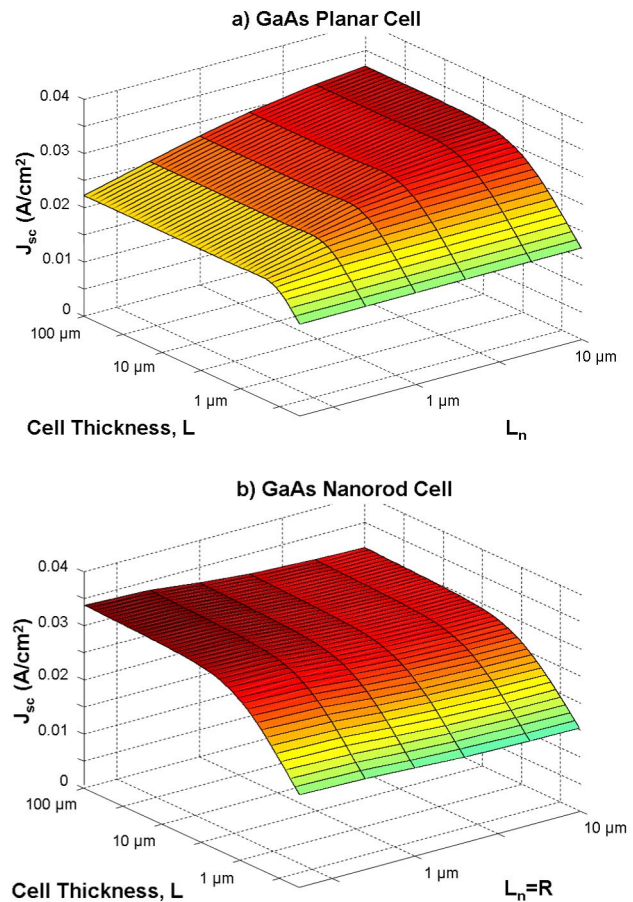 a) GaAs Planar Cell
0.04
0.03
0.02
0.01
0
J_sc (A/cm²)
100 μm
10 μm
1 μm
Cell Thickness, L
10 μm
1 μm
L_n
b) GaAs Nanorod Cell
0.04
0.03
0.02
0.01
0
J_sc (A/cm²)
100 μm
10 μm
1 μm
Cell Thickness, L
10 μm
1 μm
L_n=R